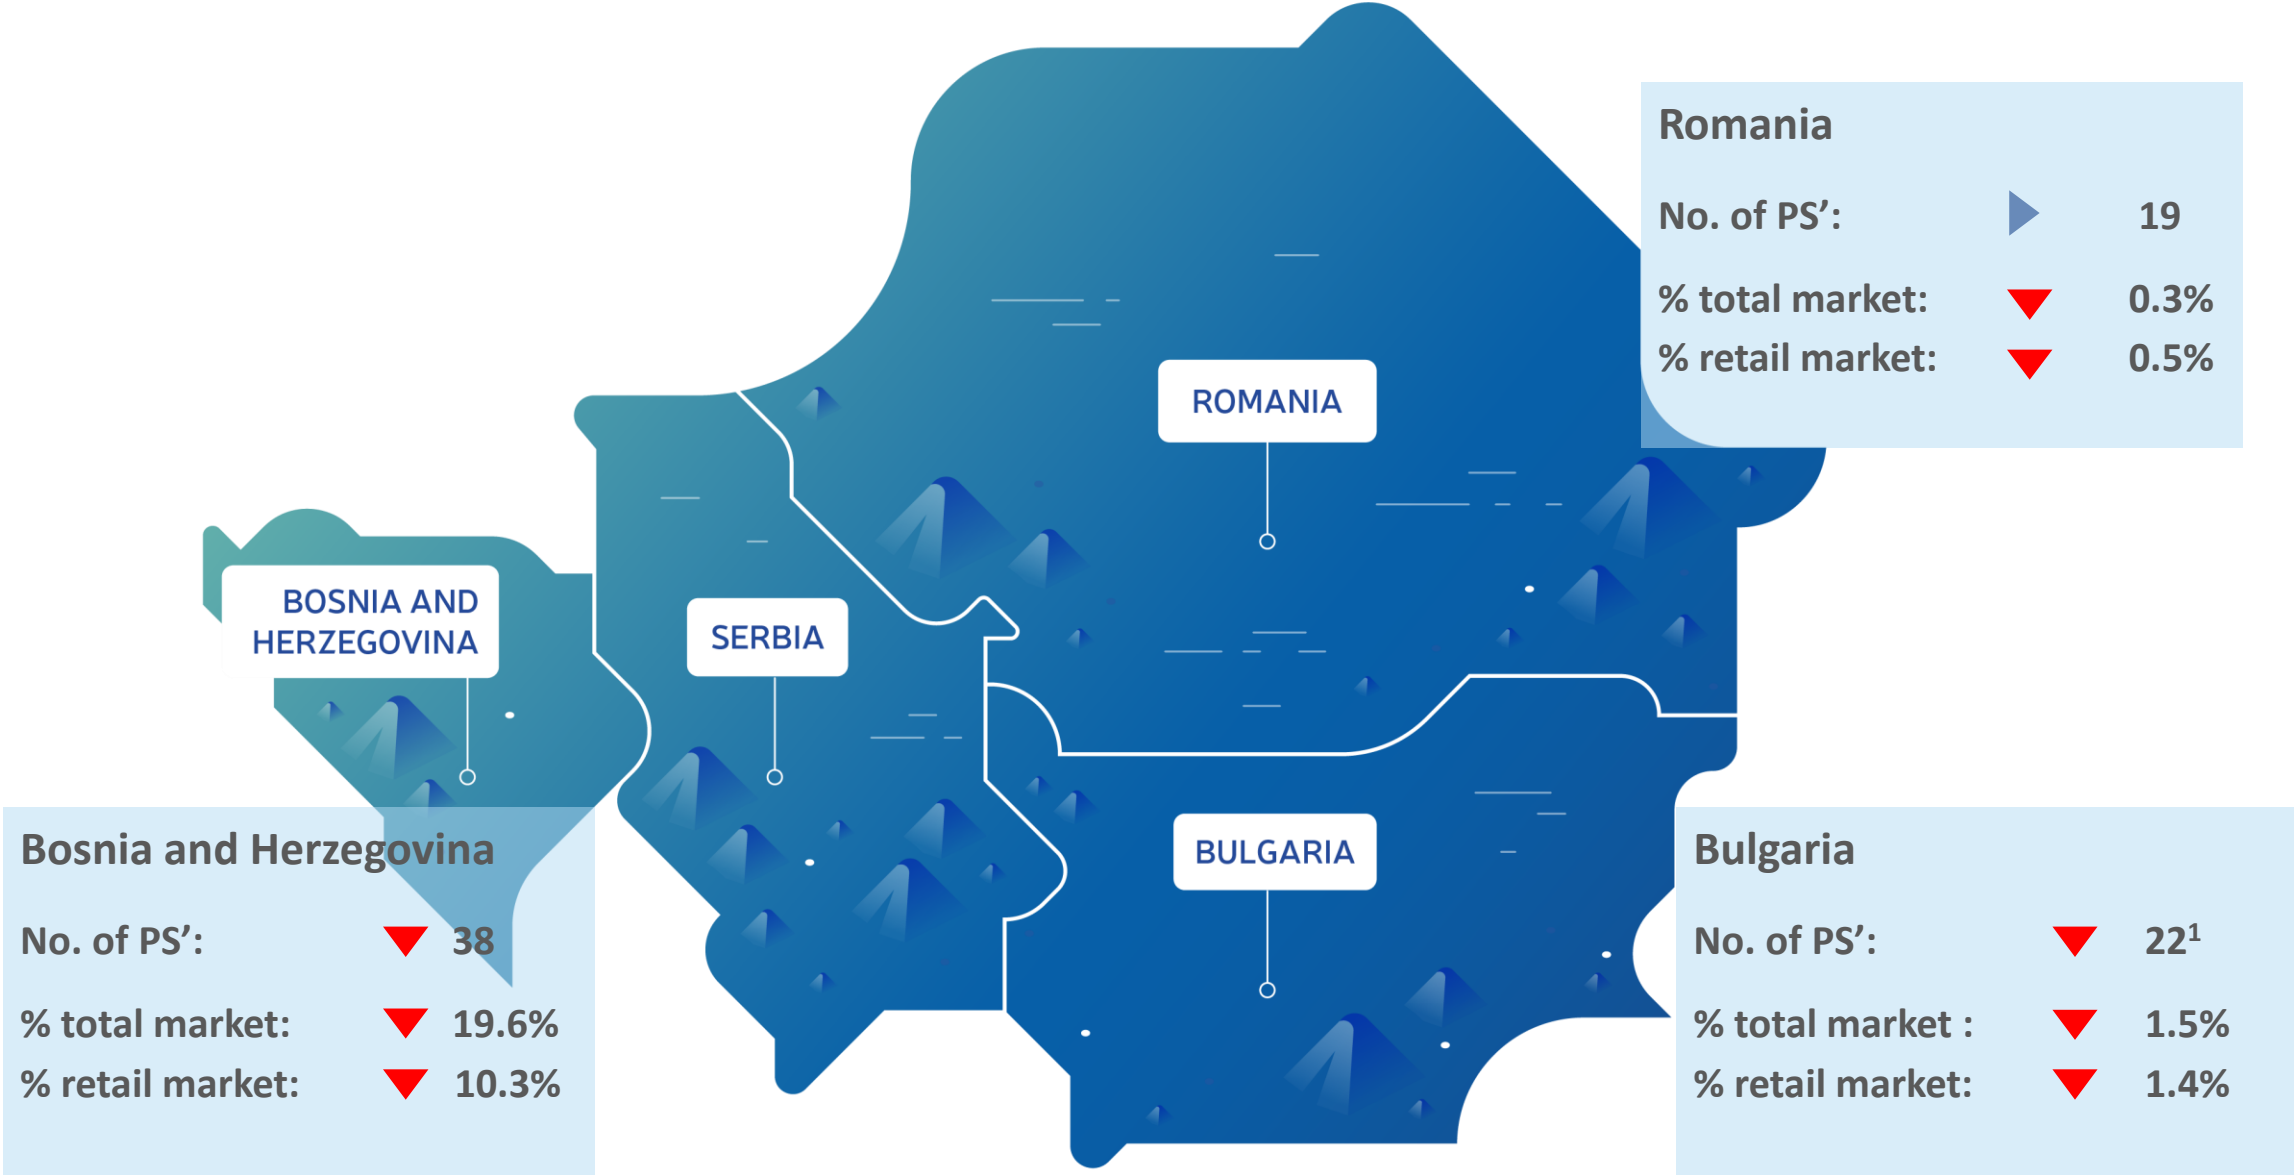 Romania
No. of PS’: 19
% total market: 0.3%
% retail market: 0.5%
ROMANIA
BOSNIA AND
HERZEGOVINA
SERBIA
BULGARIA
Bosnia and Herzegovina
No. of PS’: 38
% total market: 19.6%
% retail market: 10.3%
Bulgaria
No. of PS’: 22¹
% total market : 1.5%
% retail market: 1.4%